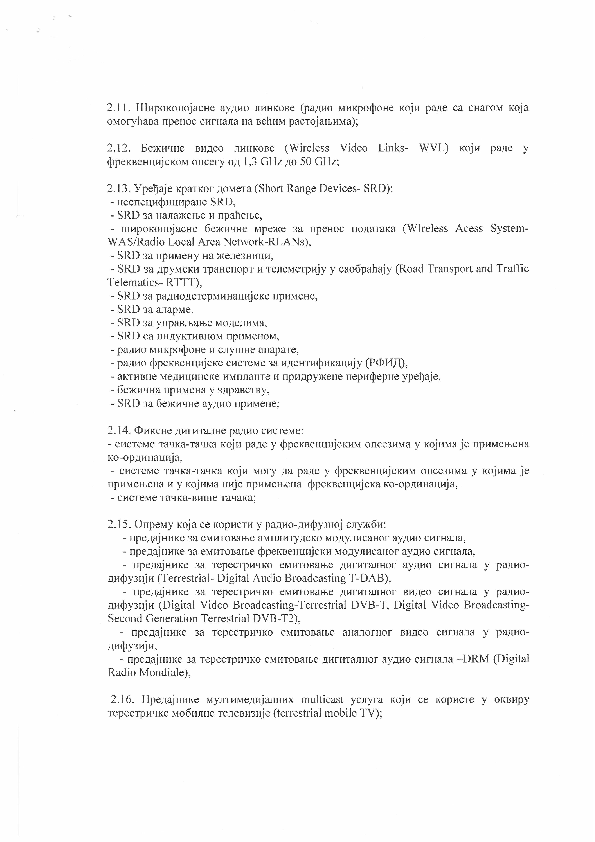 2.11. Широкопојасне аудио линкове (радио микрофоне који раде са снагом која
омогућава пренос сигнала на већим растојањима);
2.12. Бежичне видео линкове (Wireless Video Links- WVL) који раде у
фреквенцијском опсегу од 1,3 GHz до 50 GHz;
2.13. Уређаје кратког домета (Short Range Devices- SRD):
- неспецифициране SRD,
- SRD за налажење и праћење,
- широкопојасне бежичне мреже за пренос података (Wireless Acess System-
WAS/Radio Local Area Network-RLANs),
- SRD за примену на железници,
- SRD за друмски транспорт и телеметрију у саобраћају (Road Transport and Traffic
Telematics- RTTT),
- SRD за радиодетерминацијске примене,
- SRD за аларме,
- SRD за управљање моделима,
- SRD са индуктивном применом,
- радио микрофоне и слушне апарате,
- радио фреквенцијске системе за идентификацију (РФИД),
- активне медицинске импланте и придружене периферне уређаје,
- бежична примена у здравству,
- SRD за бежичне аудио примене;
2.14. Фиксне дигиталне радио системе:
- системе тачка-тачка који раде у фреквенцијским опсезима у којима је примењена
ко-ординација,
- системе тачка-тачка који могу да раде у фреквенцијским опсезима у којима је
примењена и у којима није примењена фреквенцијска ко-ординација,
- системе тачка-више тачака;
2.15. Опрему која се користи у радио-дифузној служби:
- предајнике за емитовање амплитудско модулисаног аудио сигнала,
- предајнике за емитовање фреквенцијски модулисаног аудио сигнала,
- предајнике за терестричко емитовање дигиталног аудио сигнала у радио-
дифузији (Terrestrial- Digital Audio Broadcasting T-DAB),
- предајнике за терестричко емитовање дигиталног видео сигнала у радио-
дифузији (Digital Video Broadcasting-Terrestrial DVB-T, Digital Video Broadcasting-
Second Generation Terrestrial DVB-T2),
- предајнике за терестричко емитовање аналогног видео сигнала у радио-
дифузији,
- предајнике за терестричко емитовање дигиталног аудио сигнала –DRM (Digital
Radio Mondiale),
2.16. Предајнике мултимедијалних multicast услуга који се користе у оквиру
терестричке мобилне телевизије (terrestrial mobile TV);